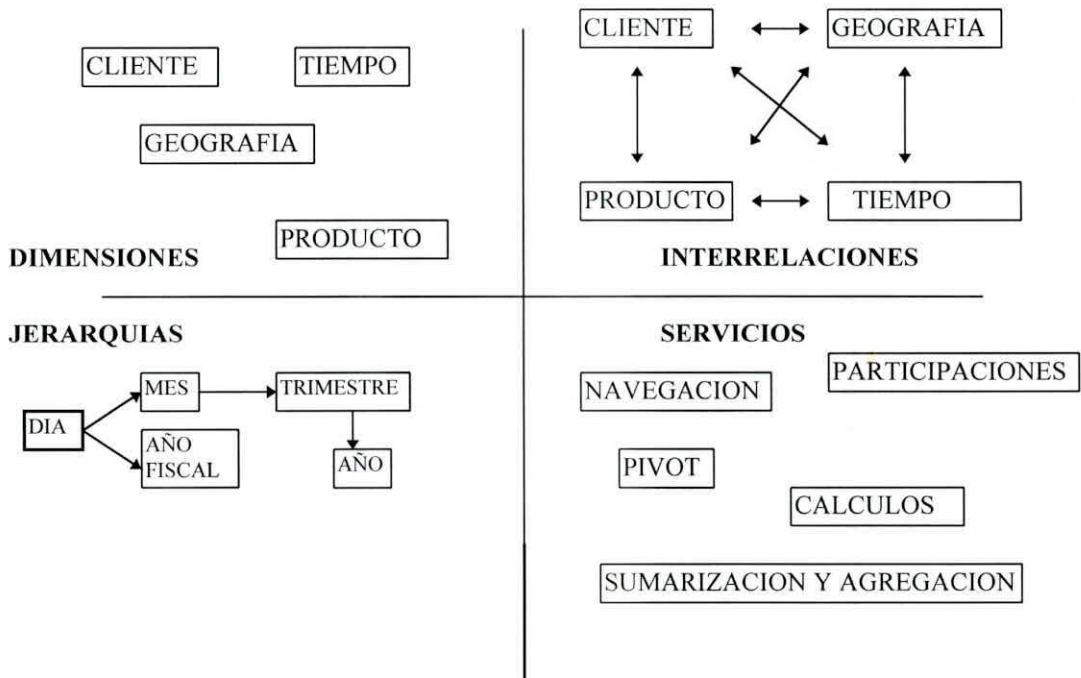 CLIENTE
TIEMPO
GEOGRAFIA
PRODUCTO
DIMENSIONES
CLIENTE
GEOGRAFIA
PRODUCTO
TIEMPO
INTERRELACIONES
JERARQUIAS
DIA
MES
TRIMESTRE
AÑO
FISCAL
AÑO
SERVICIOS
PARTICIPACIONES
NAVEGACION
PIVOT
CALCULOS
SUMARIZACION Y AGREGACION